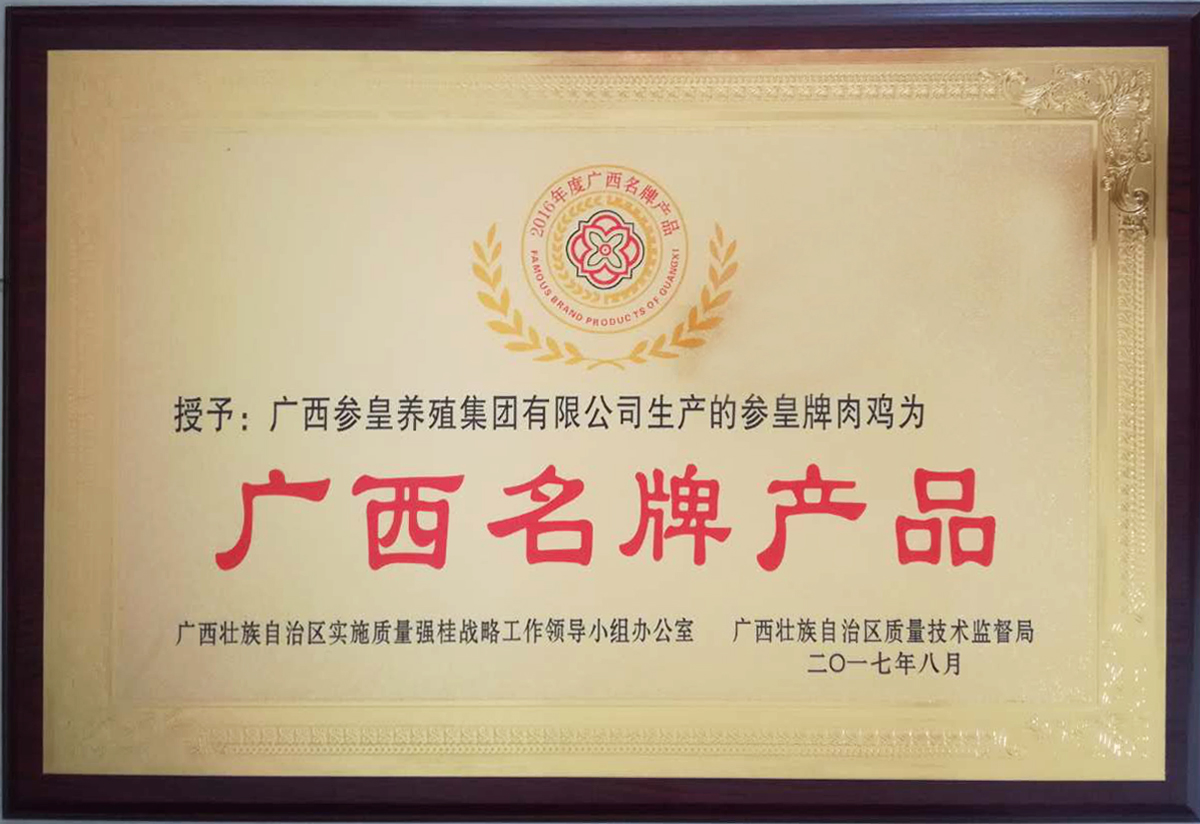 2016年度广西名牌产品
FAMOUS BRAND PRODUCTS OF GUANGXI
授予：广西参皇养殖集团有限公司生产的参皇牌肉鸡为
广西名牌产品
广西壮族自治区实施质量强桂战略工作领导小组办公室 广西壮族自治区质量技术监督局
二〇一七年八月